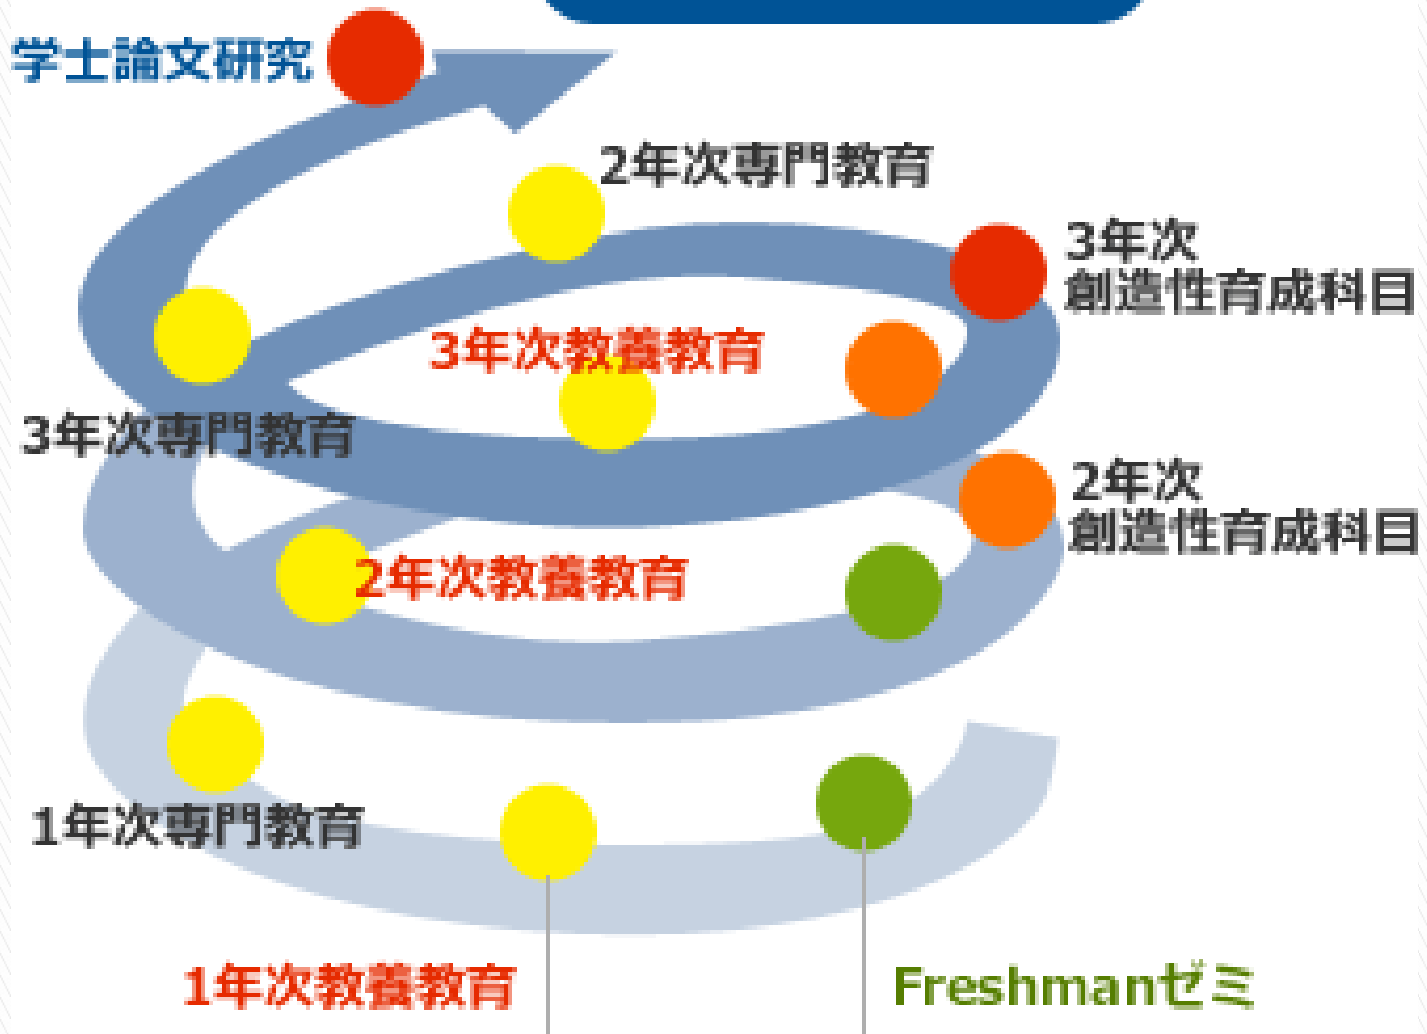 学士論文研究
2年次専門教育
3年次
創造性育成科目
3年次教養教育
3年次専門教育
2年次
創造性育成科目
2年次教養教育
1年次専門教育
1年次教養教育
Freshmanゼミ